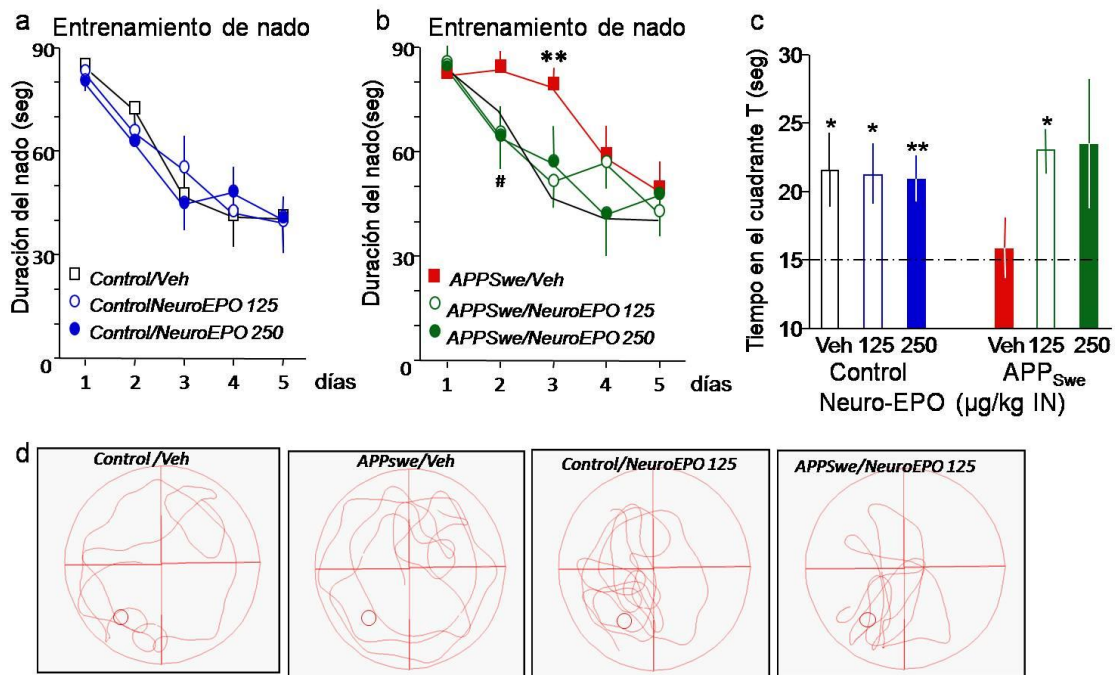 a
Entrenamiento de nado
Duración del nado (seg)
90
60
30
0
Control/Veh
ControlNeuroEPO 125
Control/NeuroEPO 250
1 2 3 4 5 días
b
Entrenamiento de nado
Duración del nado(seg)
90
60
30
0
**
#
APPSwe/Veh
APPSwe/NeuroEPO 125
APPSwe/NeuroEPO 250
1 2 3 4 5 días
c
Tiempo en el cuadrante T (seg)
30
25
20
15
10
* * ** *
Veh 125 250 Veh 125 250
Control APPSwe
Neuro-EPO (µg/kg IN)
d
Control/Veh
APPswe/Veh
Control/NeuroEPO 125
APPSwe/NeuroEPO 125